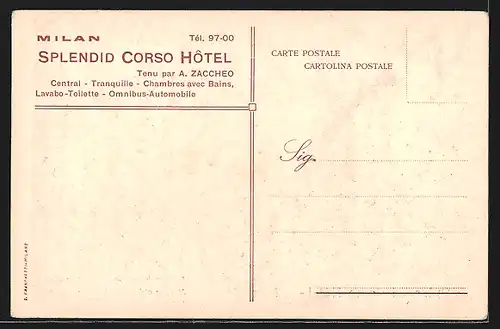 MILAN Tél. 97-00
SPLENDID CORSO HÔTEL
Tenu par A. ZACCHEO
Central - Tranquille - Chambres avec Bains,
Lavabo-Toilette - Omnibus-Automobile
CARTE POSTALE
CARTOLINA POSTALE
Sig.